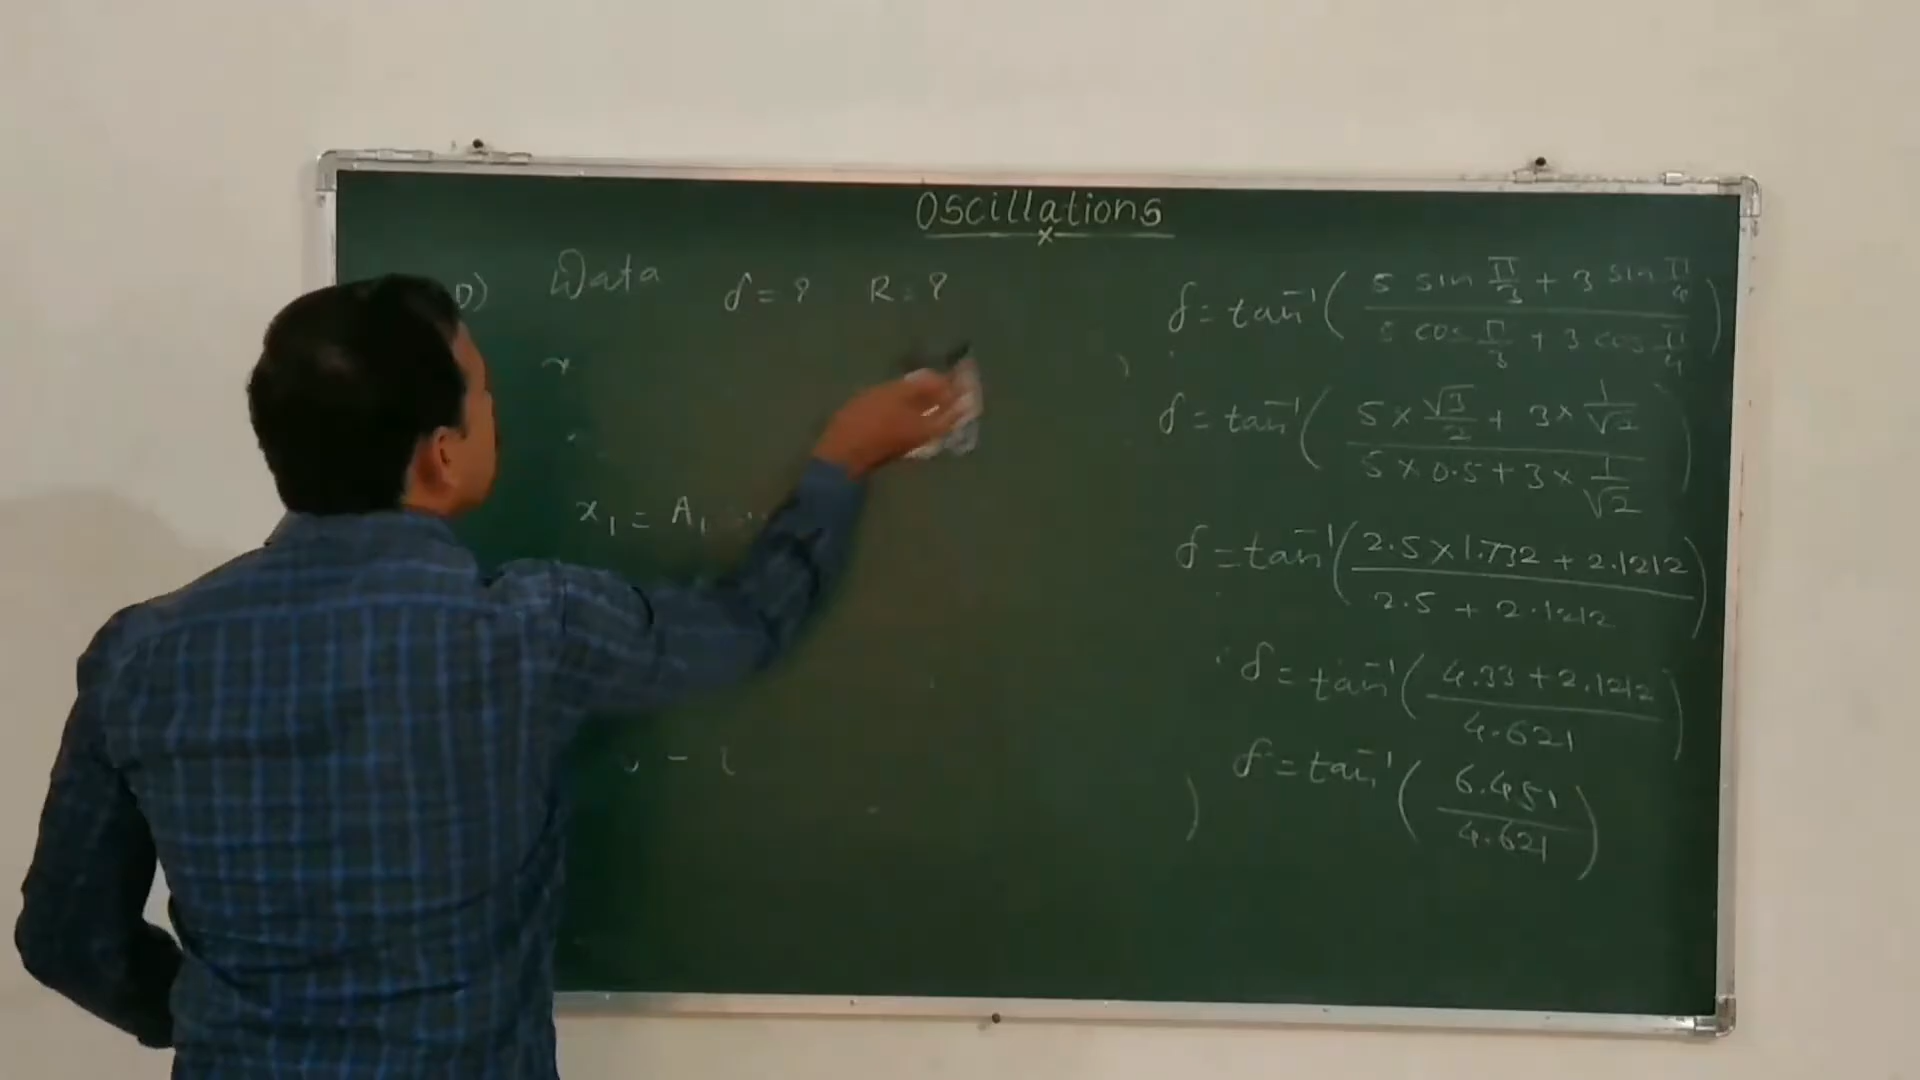 Oscillations
D) Data δ = ? R = ?
x₁ = A₁
δ = tan⁻¹ ( (5 sin π/3 + 3 sin π/4) / (5 cos π/3 + 3 cos π/4) )
δ = tan⁻¹ ( (5 × √3/2 + 3 × 1/√2) / (5 × 0.5 + 3 × 1/√2) )
δ = tan⁻¹ ( (2.5 × 1.732 + 2.1212) / (2.5 + 2.1212) )
δ = tan⁻¹ ( (4.33 + 2.1212) / 4.621 )
δ = tan⁻¹ ( 6.451 / 4.621 )